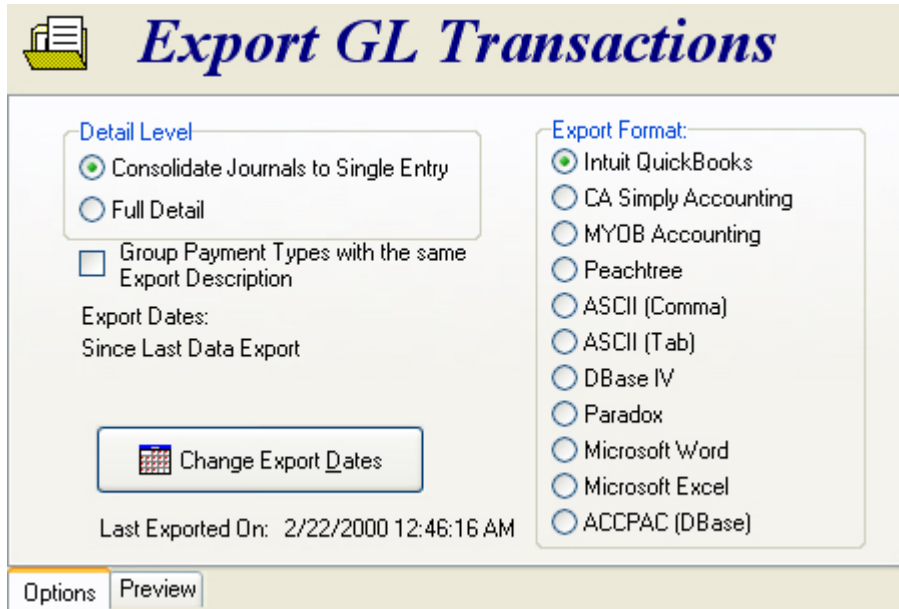 Export GL Transactions
Detail Level
Consolidate Journals to Single Entry
Full Detail
Group Payment Types with the same
Export Description
Export Dates:
Since Last Data Export
Change Export Dates
Last Exported On: 2/22/2000 12:46:16 AM
Export Format:
Intuit QuickBooks
CA Simply Accounting
MYOB Accounting
Peachtree
ASCII (Comma)
ASCII (Tab)
DBase IV
Paradox
Microsoft Word
Microsoft Excel
ACCPAC (DBase)
Options
Preview